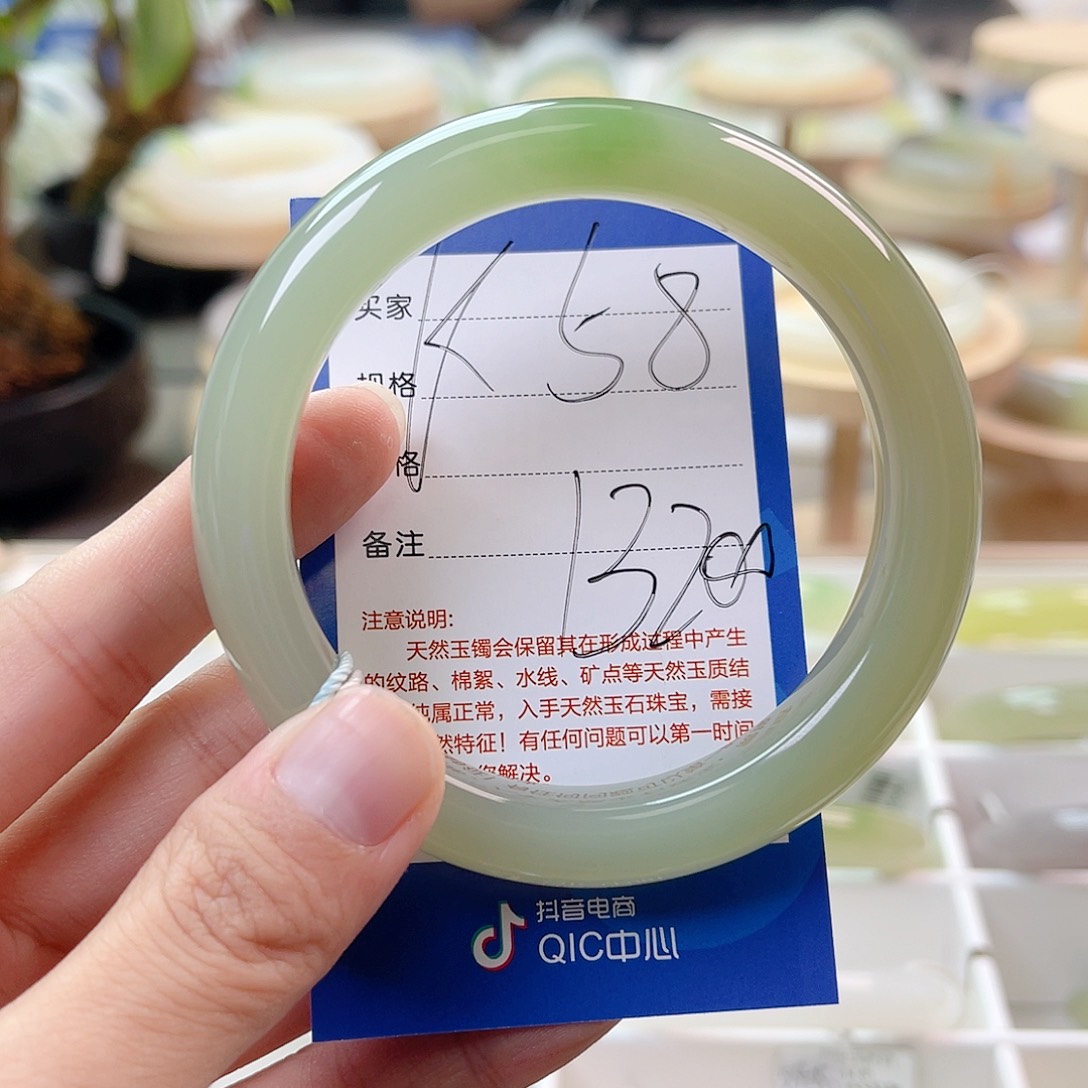 买家 K 58
规格
格
备注 13200
注意说明:
天然玉镯会保留其在形成过程中产生
的纹路、棉絮、水线、矿点等天然玉质结
纯属正常，入手天然玉石珠宝，需接
然特征！有任何问题可以第一时间
您解决。
抖音电商
QIC中心